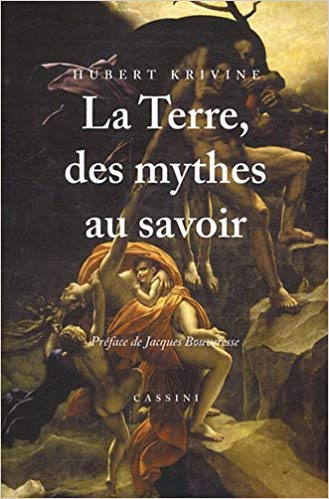 HUBERT KRIVINE
La Terre,
des mythes
au savoir
Préface de Jacques Bouveresse
CASSINI